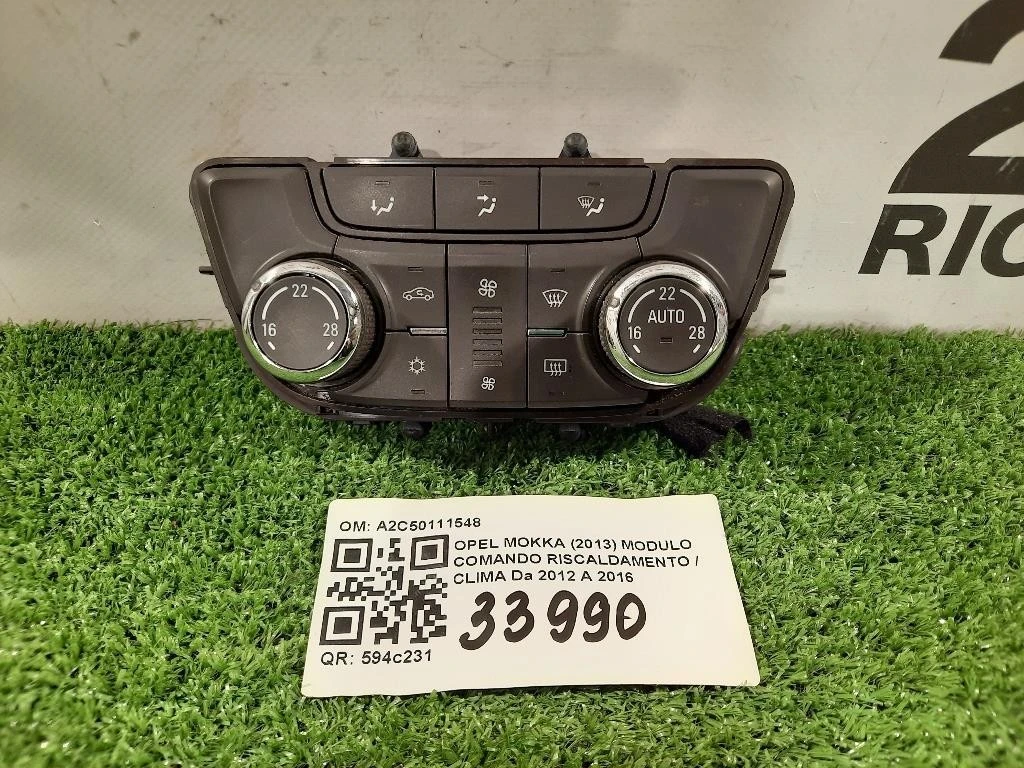 2
RIC
22
16
28
22
AUTO
16
28
OM: A2C50111548
OPEL MOKKA (2013) MODULO
COMANDO RISCALDAMENTO /
CLIMA Da 2012 A 2016
33990
QR: 594c231